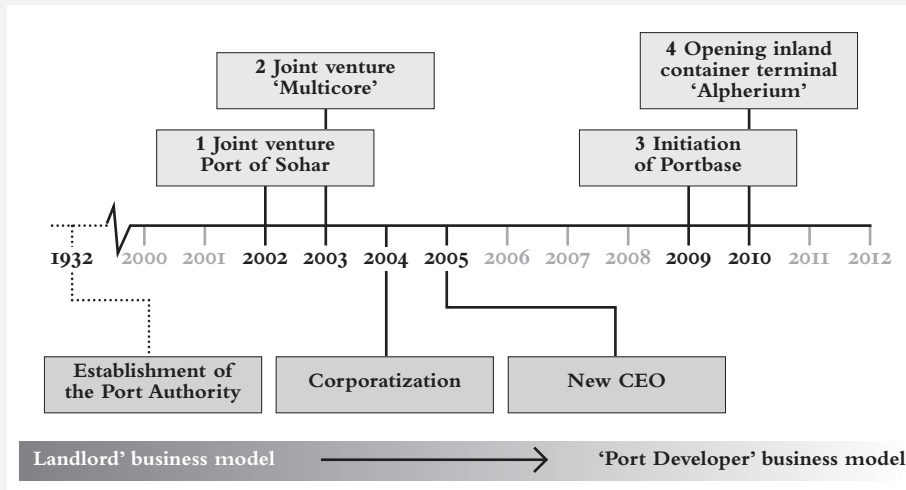 2 Joint venture
‘Multicore’
4 Opening inland
container terminal
‘Alpherium’
1 Joint venture
Port of Sohar
3 Initiation
of Portbase
1932 2000 2001 2002 2003 2004 2005 2006 2007 2008 2009 2010 2011 2012
Establishment of
the Port Authority
Corporatization
New CEO
Landlord’ business model
‘Port Developer’ business model